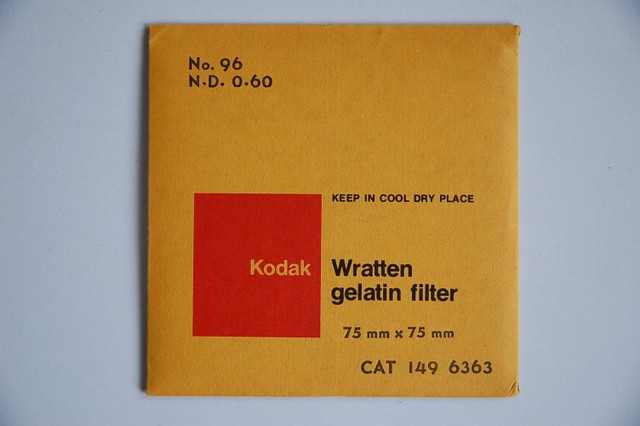 No. 96
N.D. 0.60
KEEP IN COOL DRY PLACE
Kodak Wratten
gelatin filter
75 mm x 75 mm
CAT 149 6363